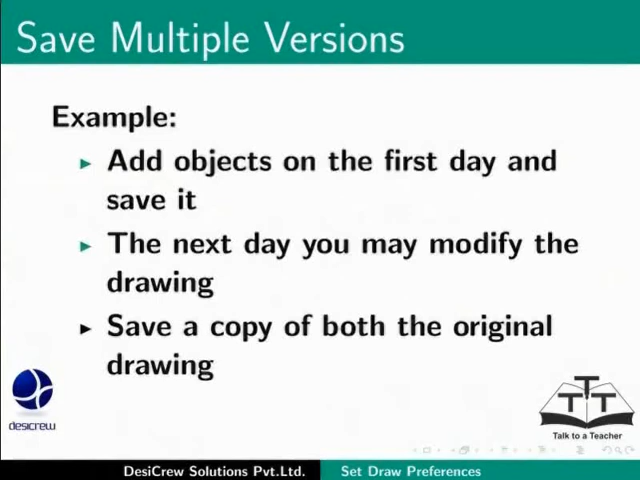 Save Multiple Versions
Example:
Add objects on the first day and
save it
The next day you may modify the
drawing
Save a copy of both the original
drawing
desicrew
TTT
Talk to a Teacher
DesiCrew Solutions Pvt.Ltd.
Set Draw Preferences